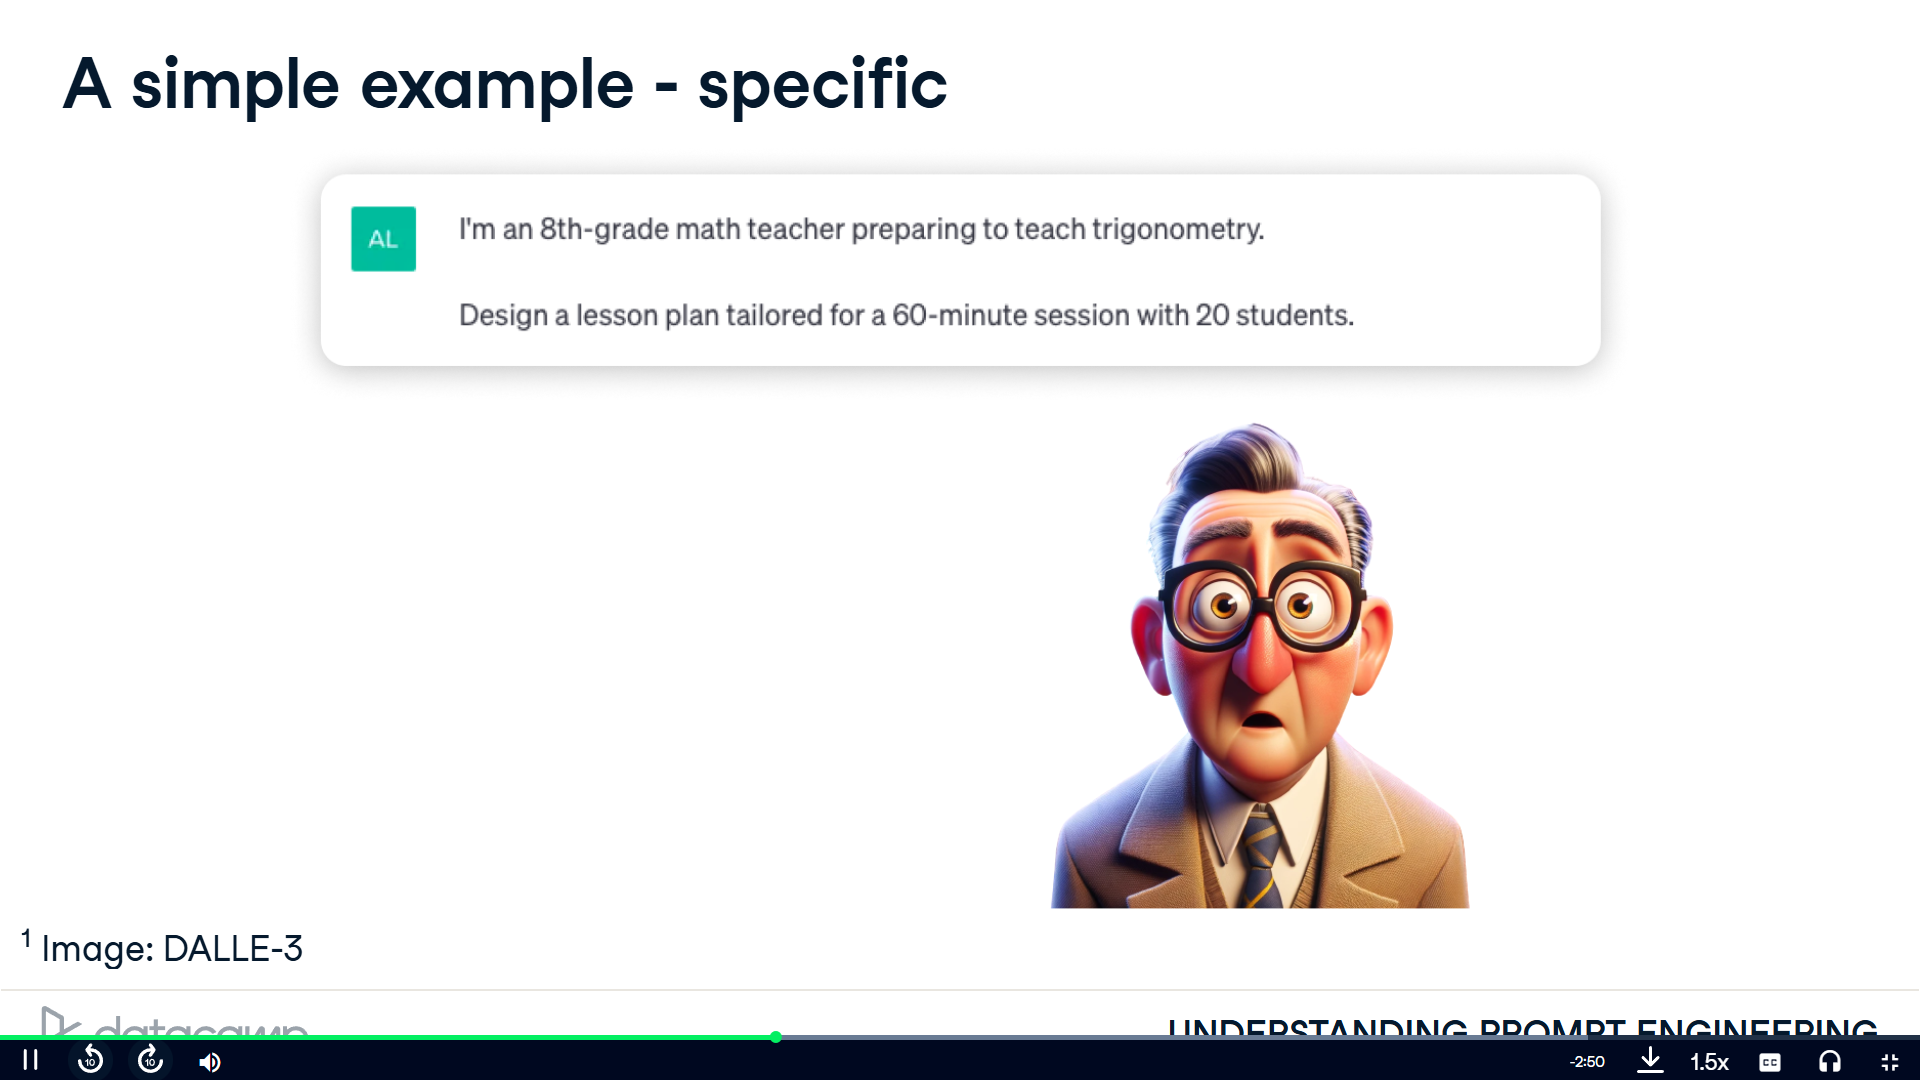 A simple example - specific
AL
I'm an 8th-grade math teacher preparing to teach trigonometry.
Design a lesson plan tailored for a 60-minute session with 20 students.
1 Image: DALLE-3
datacamp
UNDERSTANDING PROMPT ENGINEERING
10
10
-2:50
1.5x
CC